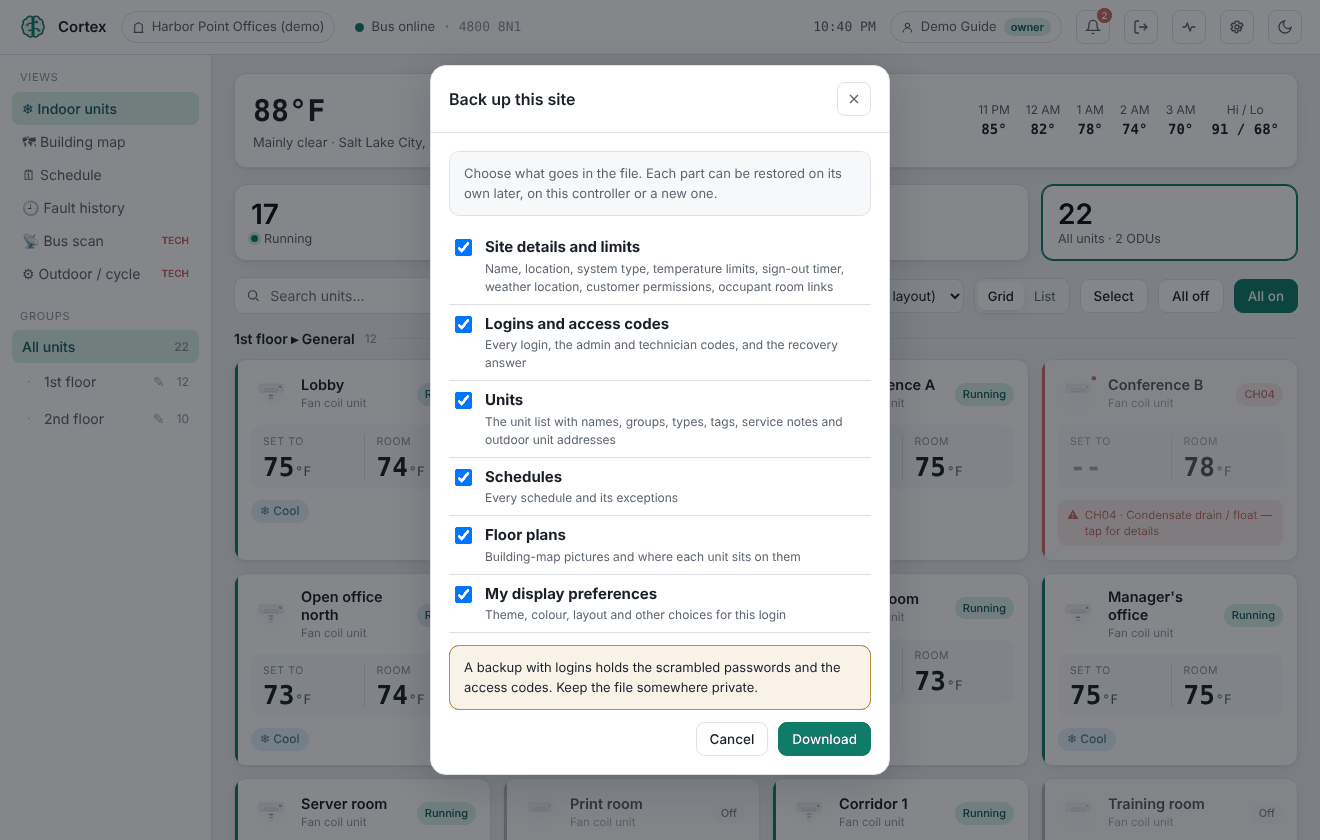 Cortex
Harbor Point Offices (demo)
Bus online · 4800 8N1
10:40 PM
Demo Guide owner
2
VIEWS
Indoor units
Building map
Schedule
Fault history
Bus scan TECH
Outdoor / cycle TECH
GROUPS
All units 22
1st floor 12
2nd floor 10
88°F
Mainly clear · Salt Lake City,
11 PM 12 AM 1 AM 2 AM 3 AM Hi / Lo
85° 82° 78° 74° 70° 91 / 68°
17
Running
22
All units · 2 ODUs
Search units...
layout)
Grid List
Select
All off
All on
1st floor ▸ General 12
Lobby
Fan coil unit
SET TO ROOM
75°F 74°F
Cool
ence A
Running
unit
ROOM
75°F
Conference B
Fan coil unit
CH04
SET TO ROOM
-- 78°F
CH04 · Condensate drain / float —
tap for details
Open office
north
Fan coil unit
SET TO ROOM
73°F 74°F
Cool
oom
Running
unit
ROOM
73°F
Manager's
office
Fan coil unit
Running
SET TO ROOM
75°F 75°F
Cool
Server room
Fan coil unit
Running
Print room
Fan coil unit
Off
Corridor 1
Fan coil unit
Running
Training room
Fan coil unit
Off
Back up this site
Choose what goes in the file. Each part can be restored on its
own later, on this controller or a new one.
Site details and limits
Name, location, system type, temperature limits, sign-out timer,
weather location, customer permissions, occupant room links
Logins and access codes
Every login, the admin and technician codes, and the recovery
answer
Units
The unit list with names, groups, types, tags, service notes and
outdoor unit addresses
Schedules
Every schedule and its exceptions
Floor plans
Building-map pictures and where each unit sits on them
My display preferences
Theme, colour, layout and other choices for this login
A backup with logins holds the scrambled passwords and the
access codes. Keep the file somewhere private.
Cancel
Download